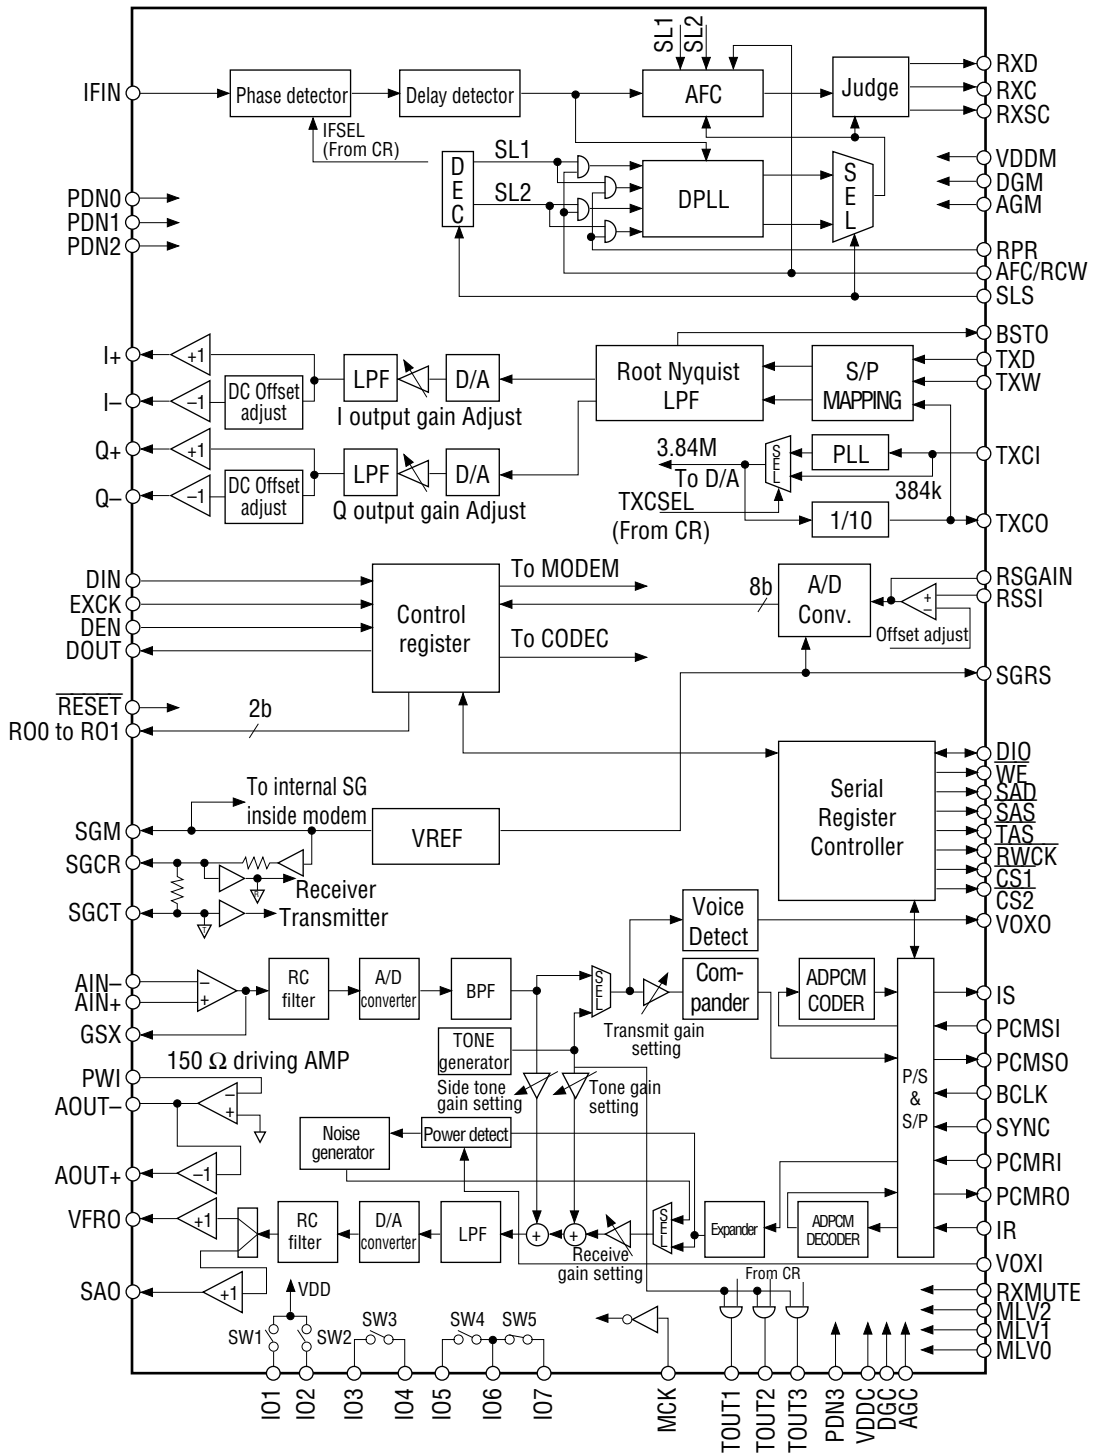 SL1
SL2
IFIN
Phase detector
Delay detector
AFC
Judge
RXD
RXC
RXSC
IFSEL
(From CR)
DEC
SL1
SL2
DPLL
SEL
VDDM
DGM
AGM
PDN0
PDN1
PDN2
RPR
AFC/RCW
SLS
BSTO
I+
+1
LPF
D/A
Root Nyquist
LPF
S/P
MAPPING
TXD
TXW
I−
−1
DC Offset
adjust
I output gain Adjust
Q+
+1
LPF
D/A
3.84M
To D/A
SEL
PLL
384k
TXCI
Q−
−1
DC Offset
adjust
Q output gain Adjust
TXCSEL
(From CR)
1/10
TXCO
DIN
EXCK
DEN
DOUT
Control
register
To MODEM
To CODEC
8b
A/D
Conv.
+
−
Offset adjust
RSGAIN
RSSI
SGRS
RESET
RO0 to RO1
2b
Serial
Register
Controller
DIO
WE
SAD
SAS
TAS
RWCK
CS1
CS2
To internal SG
inside modem
SGM
VREF
SGCR
R
Receiver
SGCT
T
Transmitter
Voice
Detect
VOXO
AIN−
AIN+
−
+
GSX
RC
filter
A/D
converter
BPF
SEL
Transmit gain
setting
Com-
pander
ADPCM
CODER
P/S
&
S/P
IS
PCMSI
PCMSO
BCLK
SYNC
PCMRI
PCMRO
IR
TONE
generator
150 Ω driving AMP
PWI
AOUT−
−
+
Side tone
gain setting
Tone gain
setting
Noise
generator
Power detect
AOUT+
−1
VFRO
+1
RC
filter
D/A
converter
LPF
+
+
Receive
gain setting
SEL
Expander
ADPCM
DECODER
SAO
+1
VOXI
From CR
RXMUTE
MLV2
MLV1
MLV0
VDD
SW1
SW2
SW3
SW4
SW5
IO1
IO2
IO3
IO4
IO5
IO6
IO7
MCK
TOUT1
TOUT2
TOUT3
PDN3
VDDC
DGC
AGC